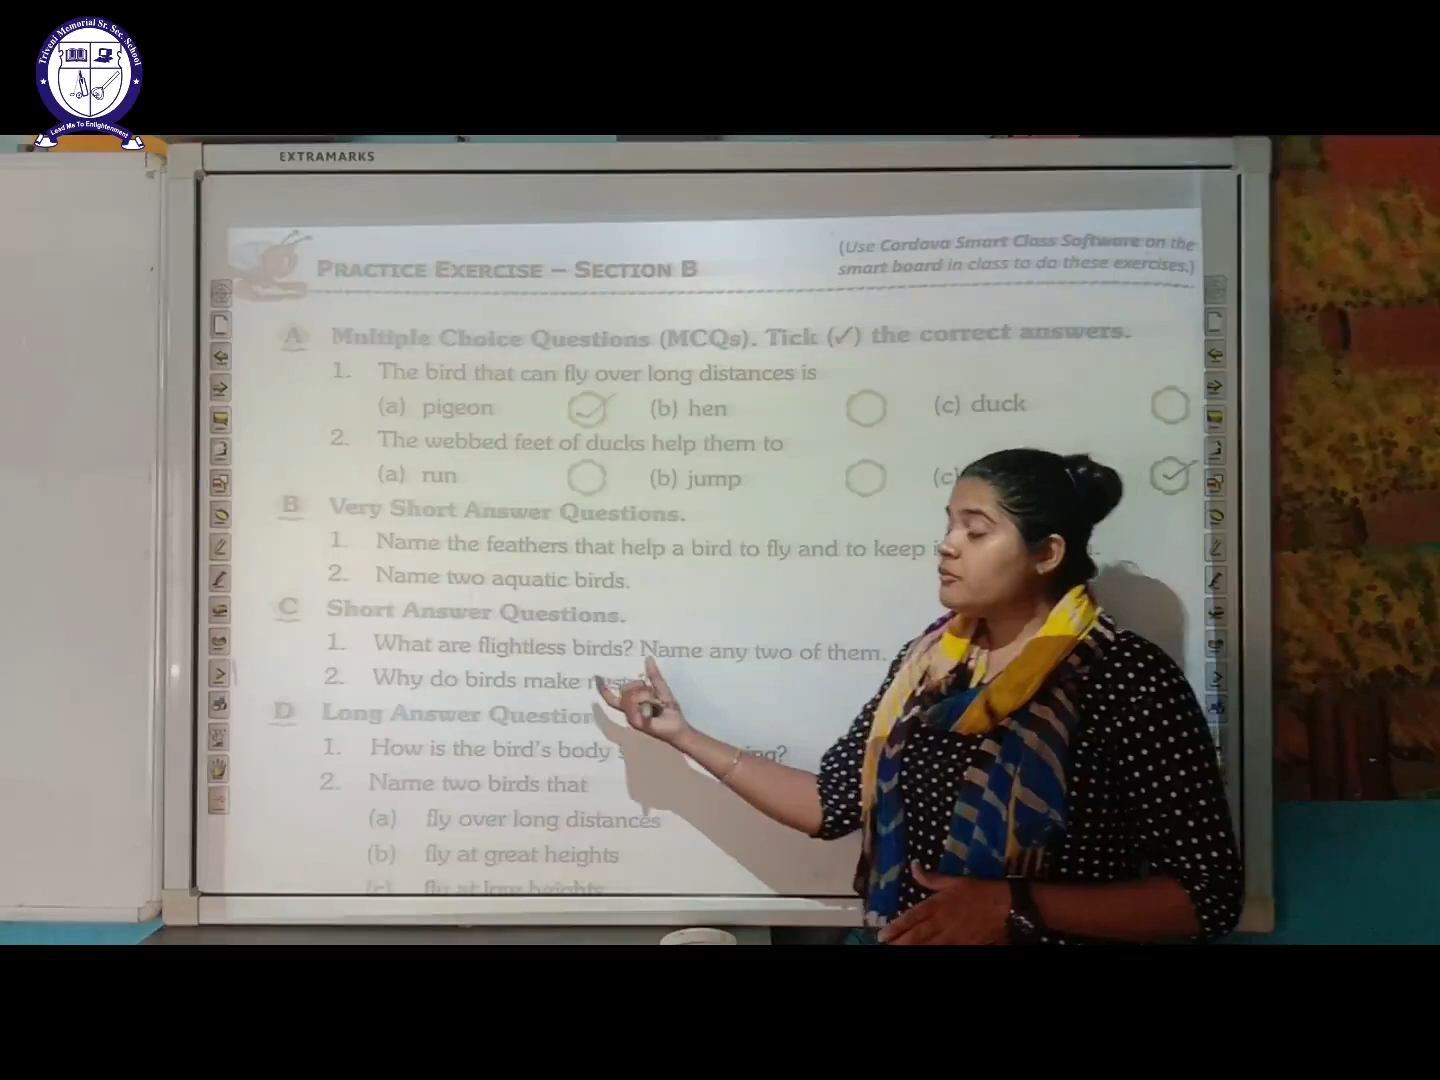 Triveni Memorial Sr. Sec. School
Lead Me To Enlightenment
EXTRAMARKS
PRACTICE EXERCISE – SECTION B
(Use Cordova Smart Class Software on the
smart board in class to do these exercises.)
A Multiple Choice Questions (MCQs). Tick (✓) the correct answers.
1. The bird that can fly over long distances is
(a) pigeon (b) hen (c) duck
2. The webbed feet of ducks help them to
(a) run (b) jump (c)
B Very Short Answer Questions.
1. Name the feathers that help a bird to fly and to keep
2. Name two aquatic birds.
C Short Answer Questions.
1. What are flightless birds? Name any two of them.
2. Why do birds make
D Long Answer Question
1. How is the bird's body
2. Name two birds that
(a) fly over long distances
(b) fly at great heights
(c) fly at low heights